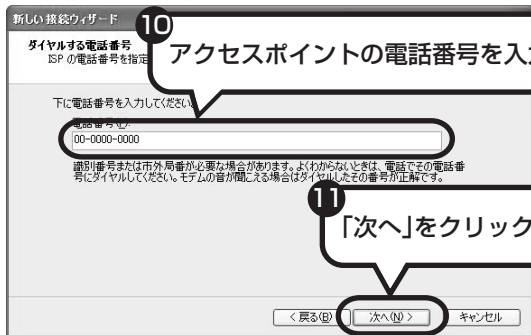 新しい接続ウィザード
10
ダイヤルする電話番号
ISP の電話番号を指定
アクセスポイントの電話番号を入
下に電話番号を入力してください。
電話番号(P):
00-0000-0000
識別番号または市外局番が必要な場合があります。よくわからないときは、電話でその電話番
号にダイヤルしてください。モデムの音が聞こえる場合はダイヤルしたその番号が正解です。
11
「次へ」をクリック
< 戻る(B)
次へ(N) >
キャンセル